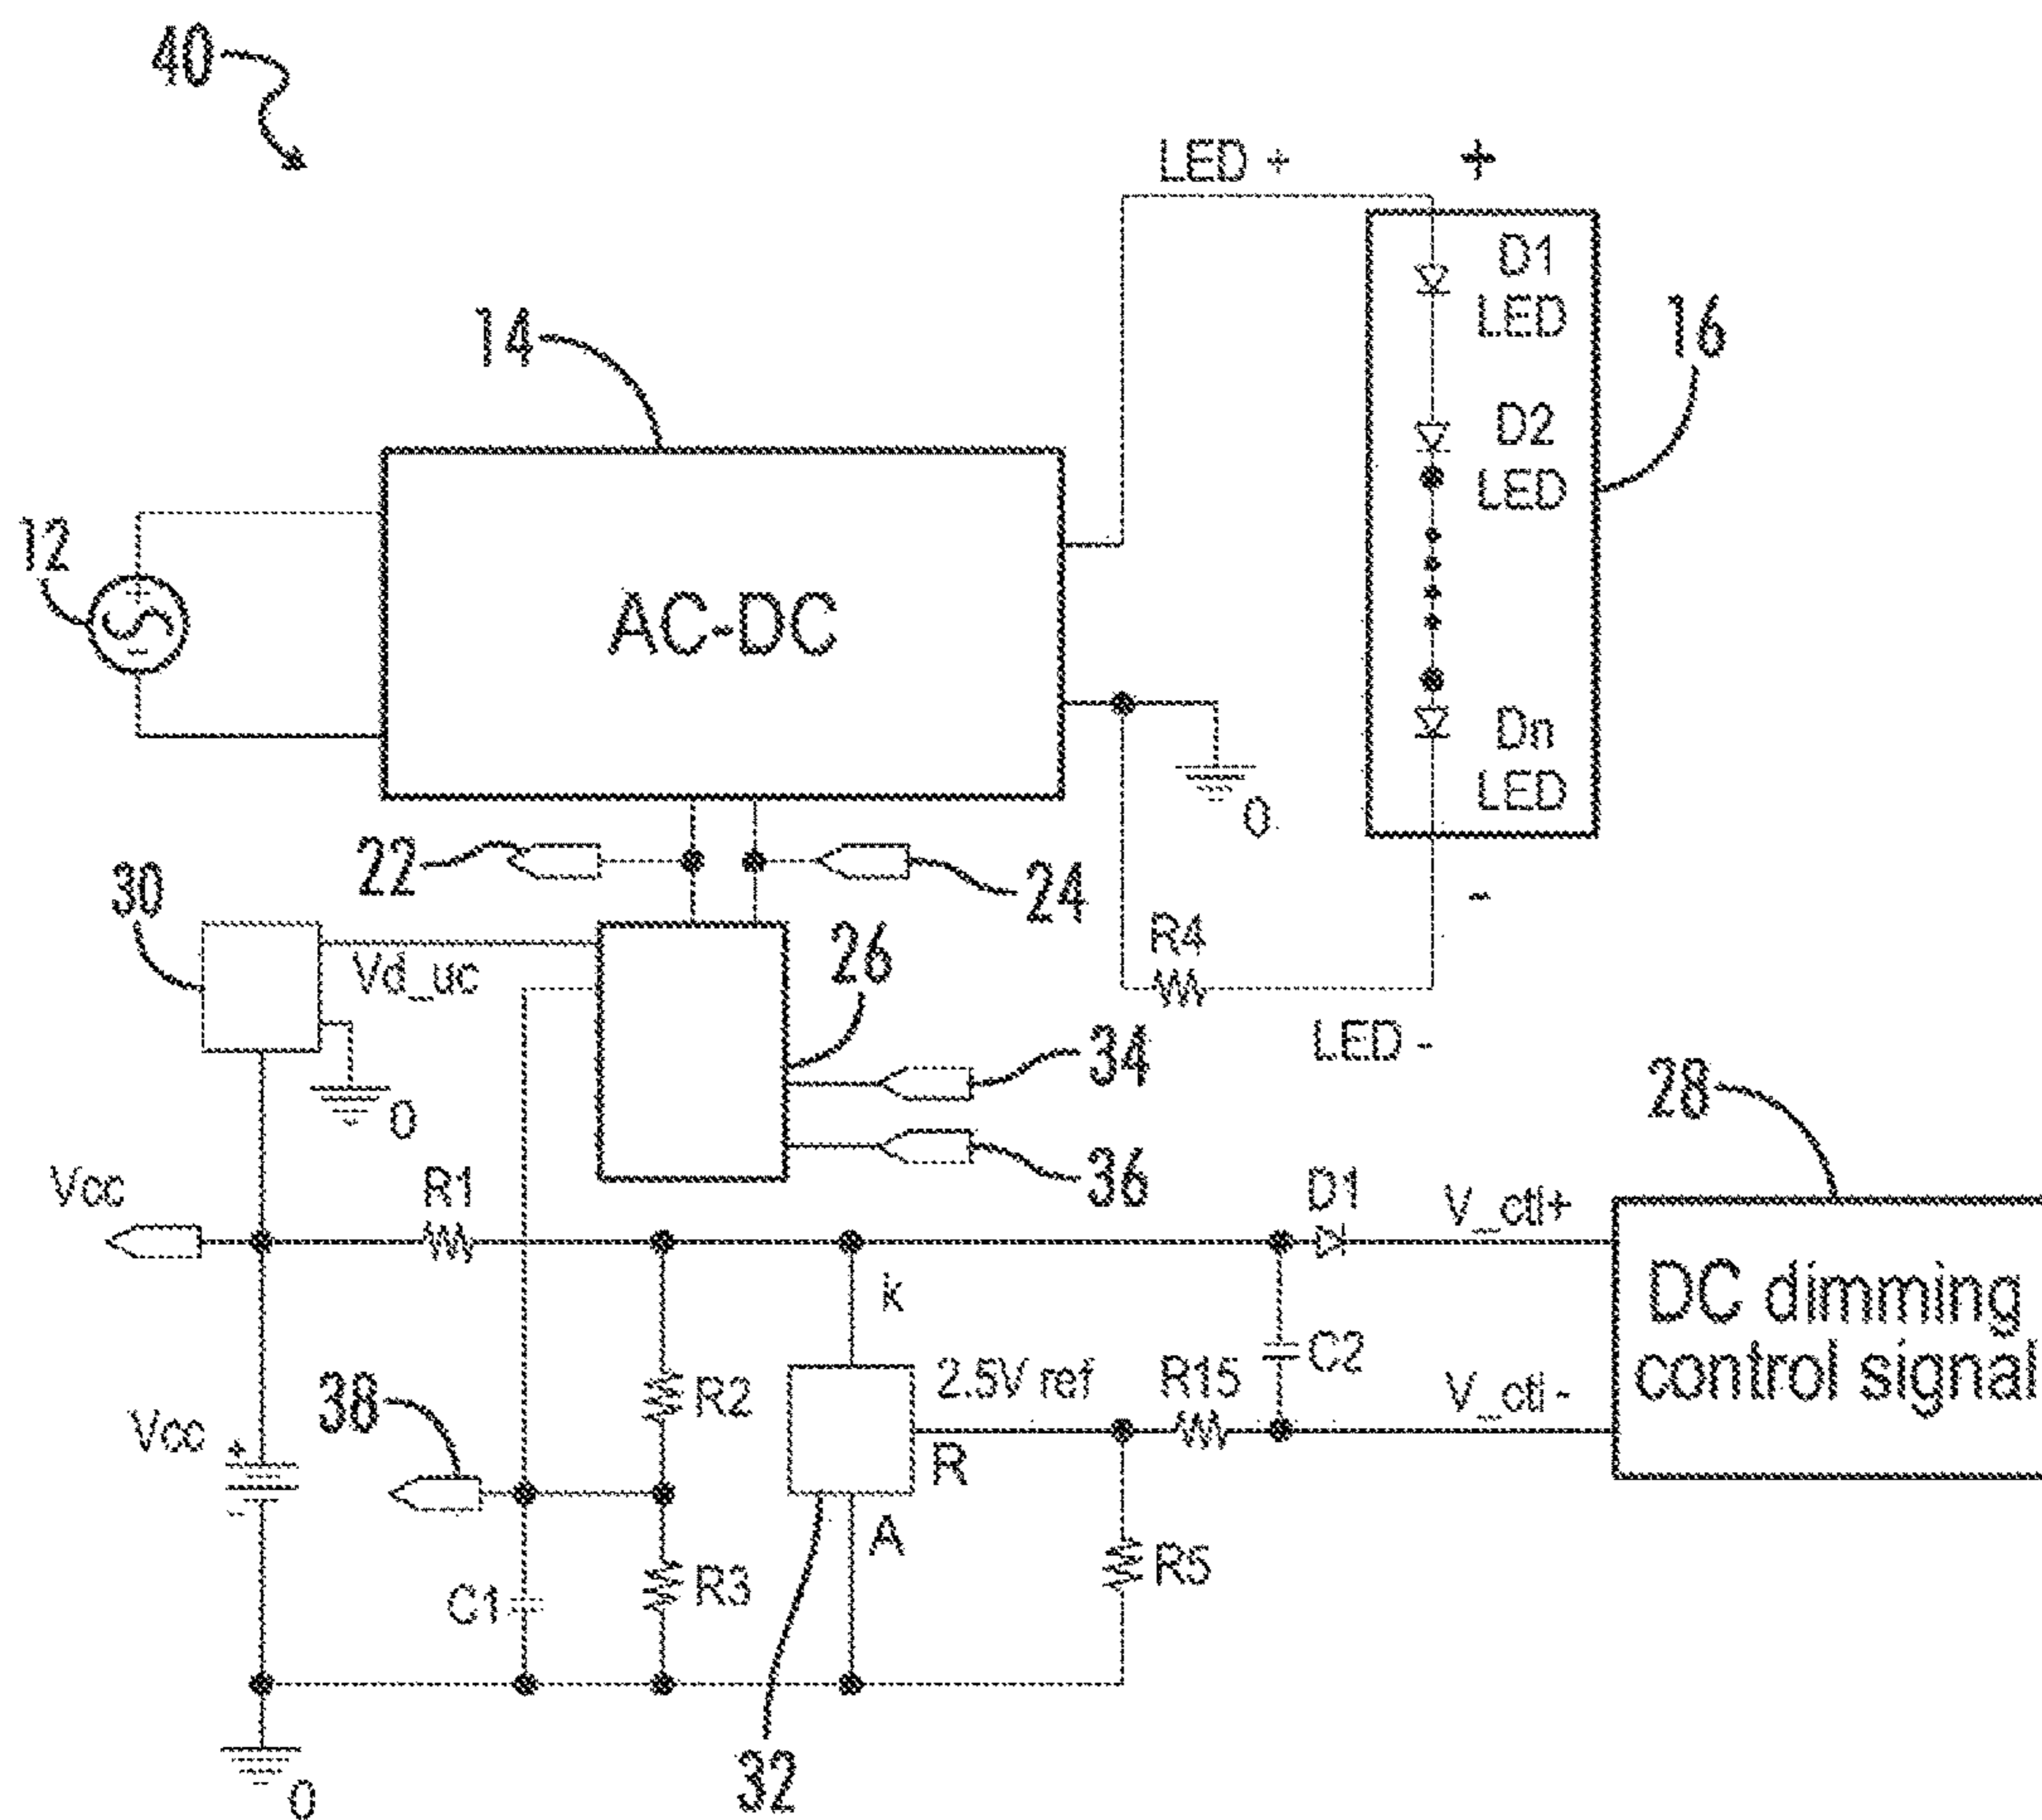 40
LED +
+
D1
LED
14
16
D2
LED
12
AC-DC
Dn
LED
0
22
24
30
-
R4
26
Vd_uc
34
LED -
28
0
36
Vcc
R1
D1
V_ctl+
k
DC dimming
control signal
38
R2
2.5V ref
R15
C2
V_ctl -
Vcc
+
-
R
A
C1
R3
R5
32
0